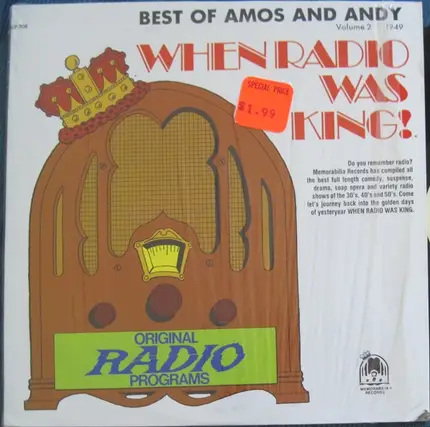 BEST OF AMOS AND ANDY
Volume 2
WHEN RADIO
WAS
KING!
SPECIAL PRICE
$1.99
Do you remember radio?
Memorabilia Records has compiled all
the best full length comedy, suspense,
drama, soap opera and variety radio
shows of the 30's, 40's and 50's. Come
let's journey back into the golden days
of yesteryear WHEN RADIO WAS KING.
ORIGINAL
RADIO
PROGRAMS
MEMORABILIA
RECORDS